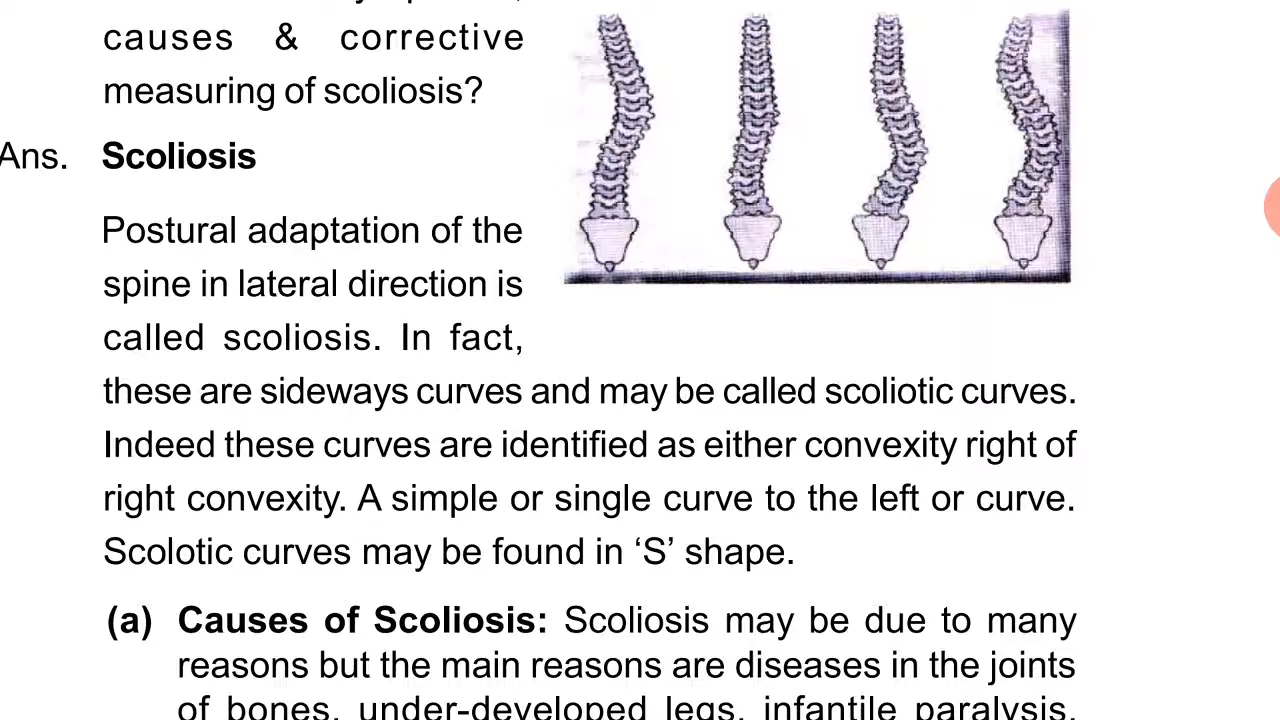 causes & corrective
measuring of scoliosis?
Ans. Scoliosis
Postural adaptation of the
spine in lateral direction is
called scoliosis. In fact,
these are sideways curves and may be called scoliotic curves.
Indeed these curves are identified as either convexity right of
right convexity. A simple or single curve to the left or curve.
Scolotic curves may be found in ‘S’ shape.
(a) Causes of Scoliosis: Scoliosis may be due to many
reasons but the main reasons are diseases in the joints
of bones, under-developed legs, infantile paralysis,